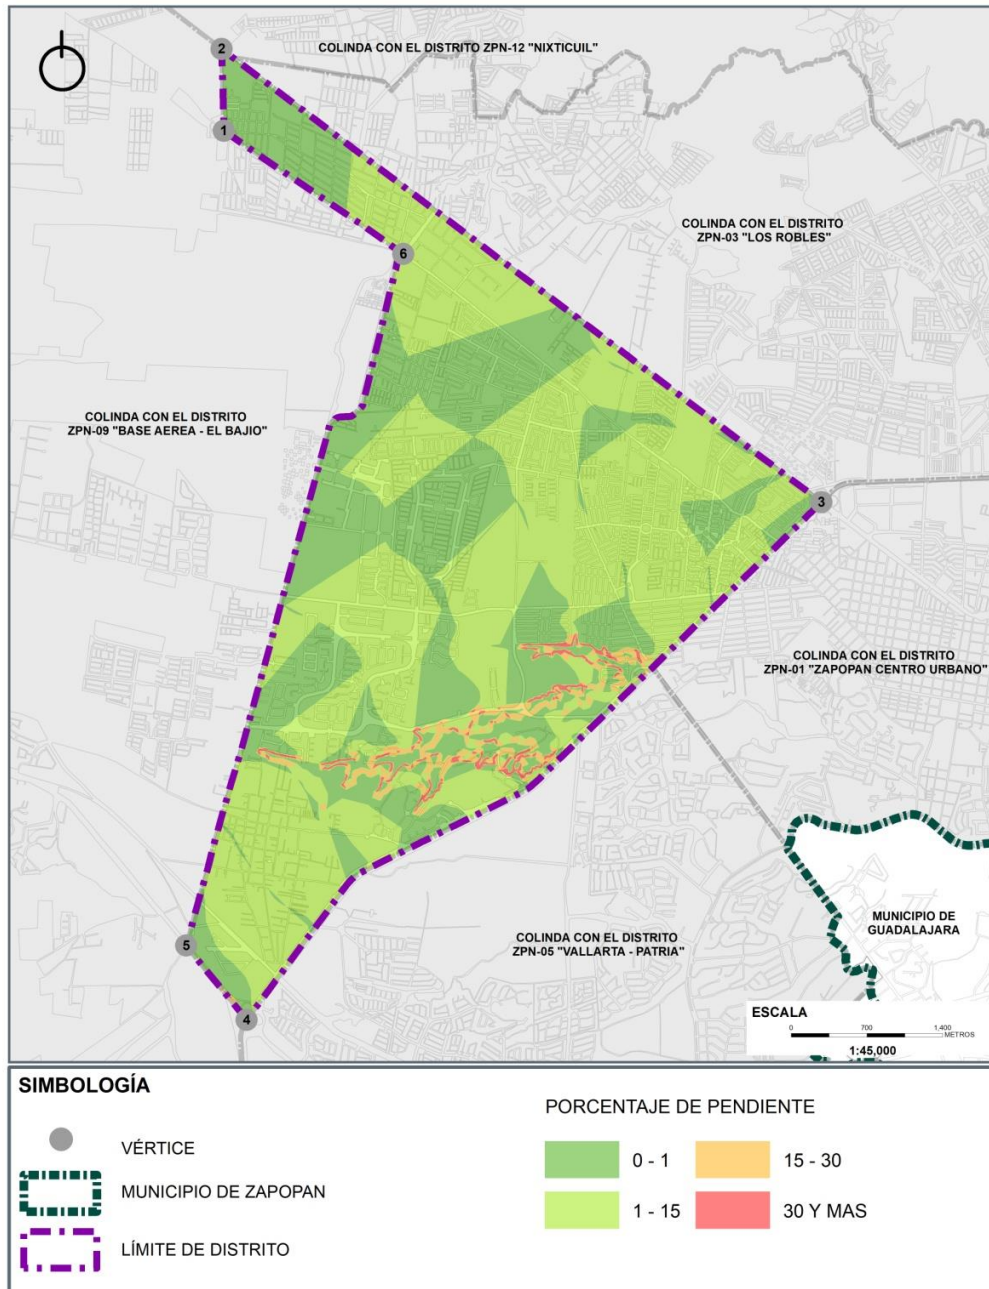 2
COLINDA CON EL DISTRITO ZPN-12 "NIXTICUIL"
1
COLINDA CON EL DISTRITO
ZPN-03 "LOS ROBLES"
6
COLINDA CON EL DISTRITO
ZPN-09 "BASE AEREA - EL BAJIO"
3
COLINDA CON EL DISTRITO
ZPN-01 "ZAPOPAN CENTRO URBANO"
MUNICIPIO DE
GUADALAJARA
5
COLINDA CON EL DISTRITO
ZPN-05 "VALLARTA - PATRIA"
4
ESCALA
0 700 1,400
METROS
1:45,000
SIMBOLOGÍA
VÉRTICE
MUNICIPIO DE ZAPOPAN
LÍMITE DE DISTRITO
PORCENTAJE DE PENDIENTE
0 - 1
15 - 30
1 - 15
30 Y MAS